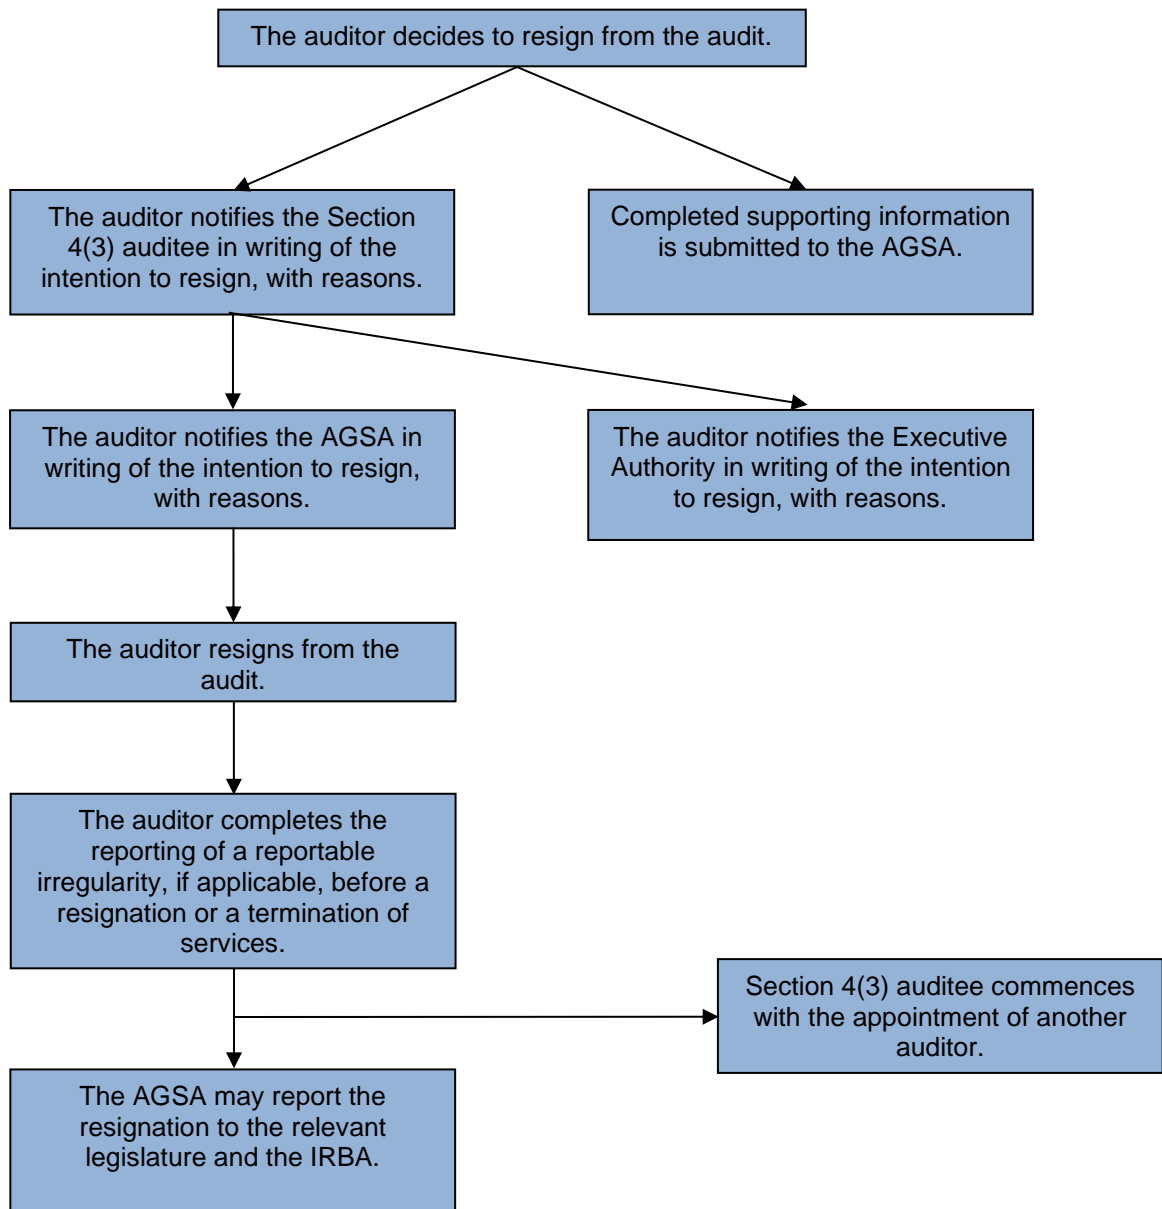 The auditor decides to resign from the audit.
The auditor notifies the Section
4(3) auditee in writing of the
intention to resign, with reasons.
Completed supporting information
is submitted to the AGSA.
The auditor notifies the AGSA in
writing of the intention to resign,
with reasons.
The auditor notifies the Executive
Authority in writing of the intention
to resign, with reasons.
The auditor resigns from the
audit.
The auditor completes the
reporting of a reportable
irregularity, if applicable, before a
resignation or a termination of
services.
Section 4(3) auditee commences
with the appointment of another
auditor.
The AGSA may report the
resignation to the relevant
legislature and the IRBA.